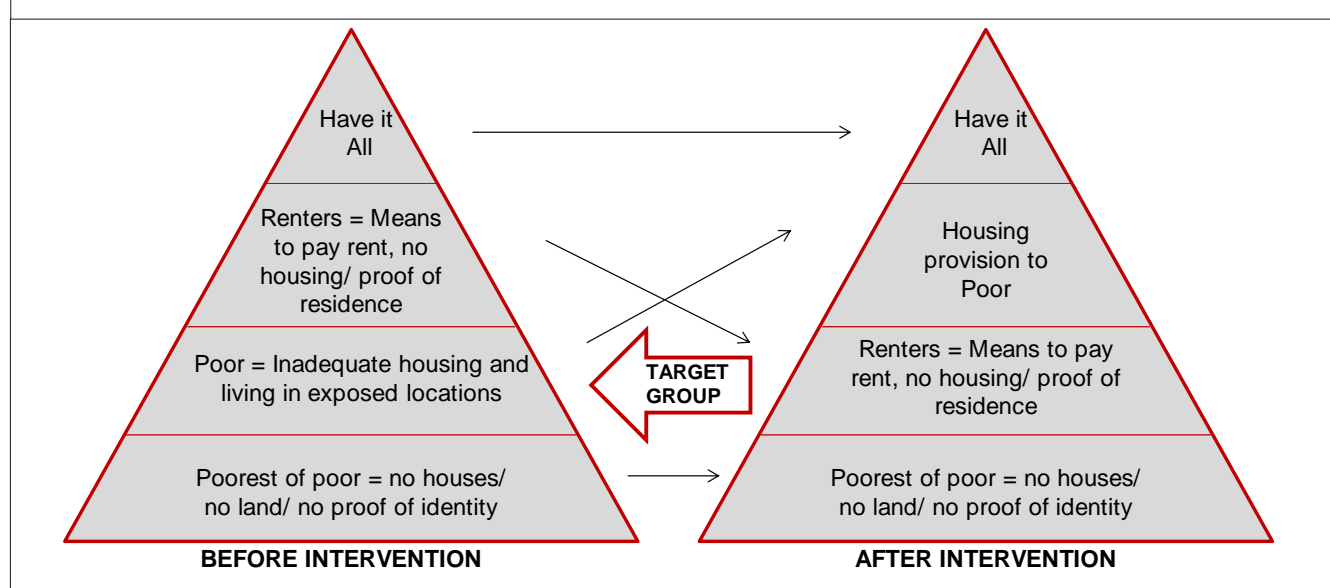 Have it
All
Renters = Means
to pay rent, no
housing/ proof of
residence
Poor = Inadequate housing and
living in exposed locations
Poorest of poor = no houses/
no land/ no proof of identity
BEFORE INTERVENTION
TARGET
GROUP
Have it
All
Housing
provision to
Poor
Renters = Means to pay
rent, no housing/ proof of
residence
Poorest of poor = no houses/
no land/ no proof of identity
AFTER INTERVENTION